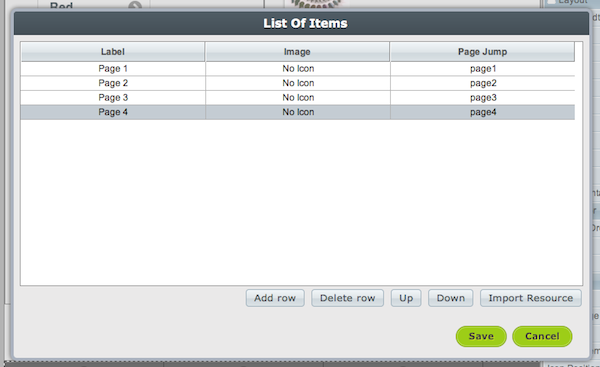 Red
Layout
List Of Items
Label Image Page Jump
Page 1 No Icon page1
Page 2 No Icon page2
Page 3 No Icon page3
Page 4 No Icon page4
Add row Delete row Up Down Import Resource
Save Cancel